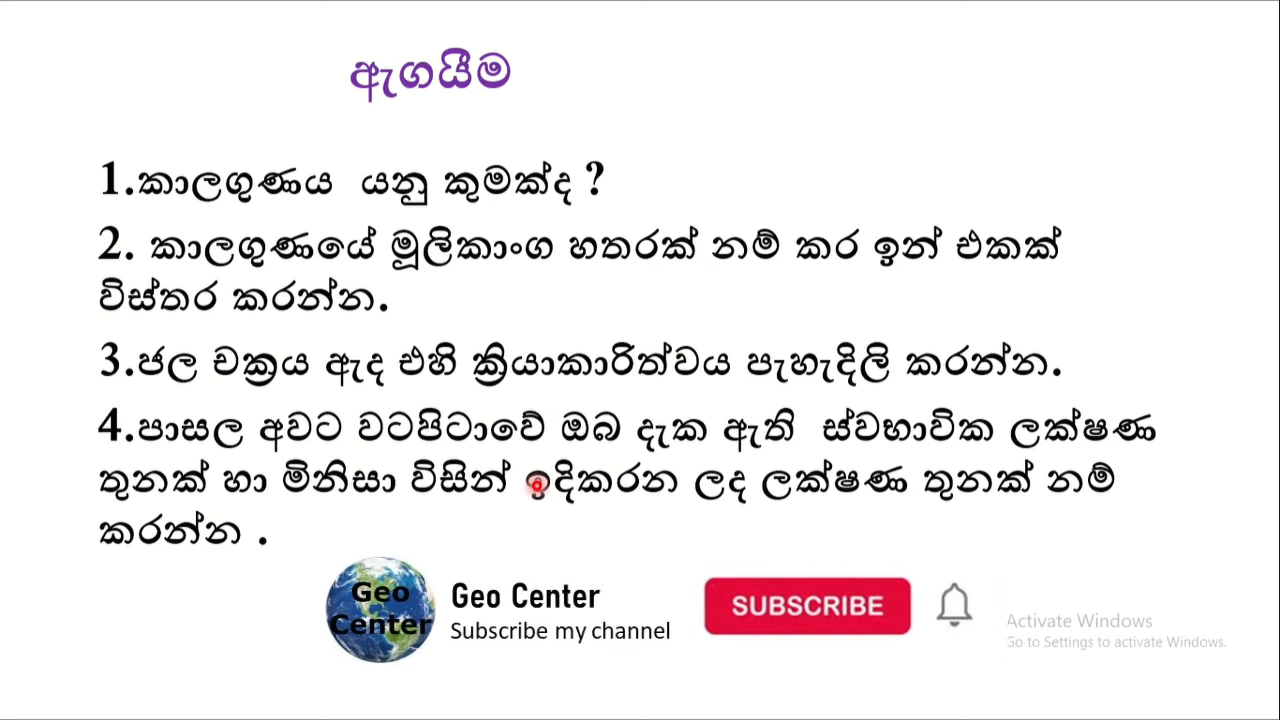 ඇගයීම
1.කාලගුණය යනු කුමක්ද ?
2. කාලගුණයේ මූලිකාංග හතරක් නම් කර ඉන් එකක්
විස්තර කරන්න.
3.ජල චක්‍රය ඇද එහි ක්‍රියාකාරිත්වය පැහැදිලි කරන්න.
4.පාසල අවට වටපිටාවේ ඔබ දැක ඇති ස්වභාවික ලක්ෂණ
තුනක් හා මිනිසා විසින් ඉදිකරන ලද ලක්ෂණ තුනක් නම්
කරන්න .
Geo
Center
Geo Center
Subscribe my channel
SUBSCRIBE
Activate Windows
Go to Settings to activate Windows.